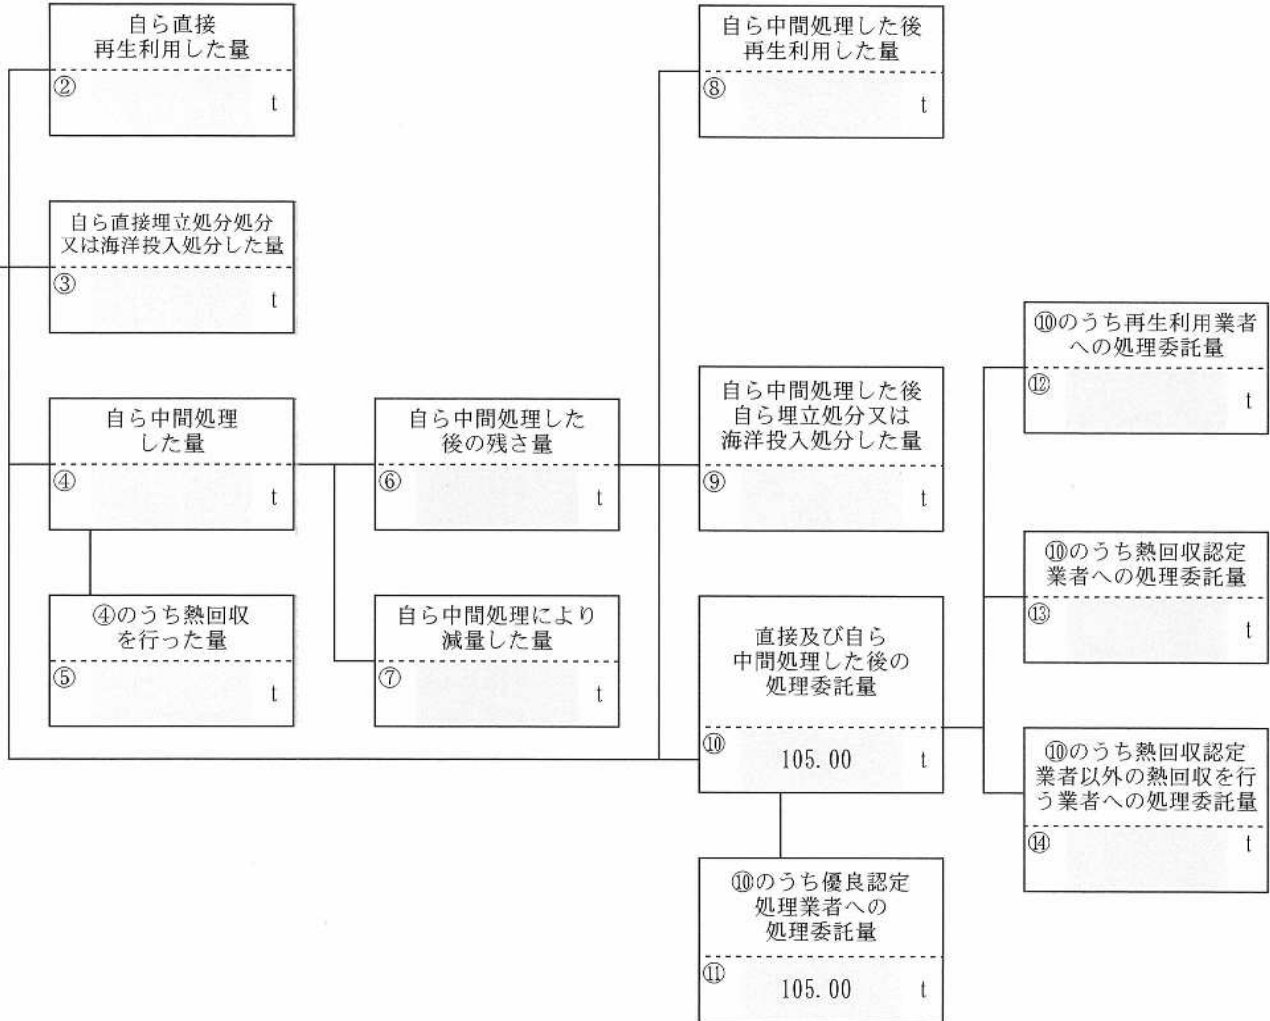 自ら直接
再生利用した量
②
t
自ら中間処理した後
再生利用した量
⑧
t
自ら直接埋立処分処分
又は海洋投入処分した量
③
t
⑩のうち再生利用業者
への処理委託量
⑫
t
自ら中間処理
した量
④
t
自ら中間処理した
後の残さ量
⑥
t
自ら中間処理した後
自ら埋立処分又は
海洋投入処分した量
⑨
t
⑩のうち熱回収認定
業者への処理委託量
⑬
t
④のうち熱回収
を行った量
⑤
t
自ら中間処理により
減量した量
⑦
t
直接及び自ら
中間処理した後の
処理委託量
⑩
105.00 t
⑩のうち熱回収認定
業者以外の熱回収を行
う業者への処理委託量
⑭
t
⑩のうち優良認定
処理業者への
処理委託量
⑪
105.00 t